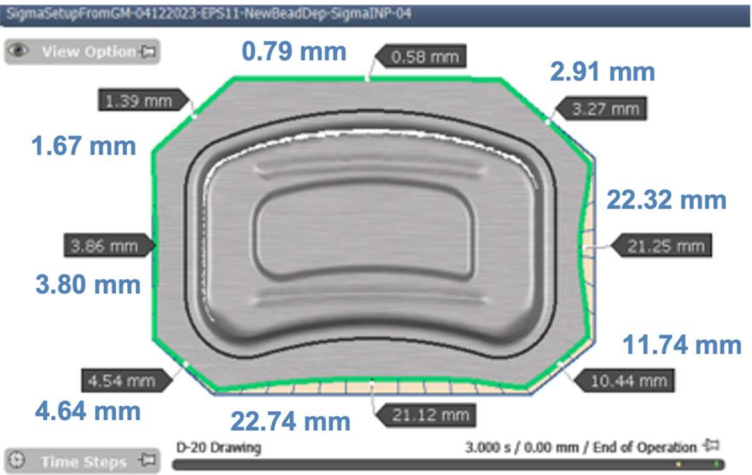 SigmaSetupFromGM-04122023-EPS11-NewBeadDep-SigmaINP-04
View Option
0.79 mm
0.58 mm
2.91 mm
1.39 mm
3.27 mm
1.67 mm
22.32 mm
3.86 mm
21.25 mm
3.80 mm
11.74 mm
4.54 mm
10.44 mm
4.64 mm
22.74 mm
21.12 mm
D-20 Drawing
3.000 s / 0.00 mm / End of Operation
Time Steps